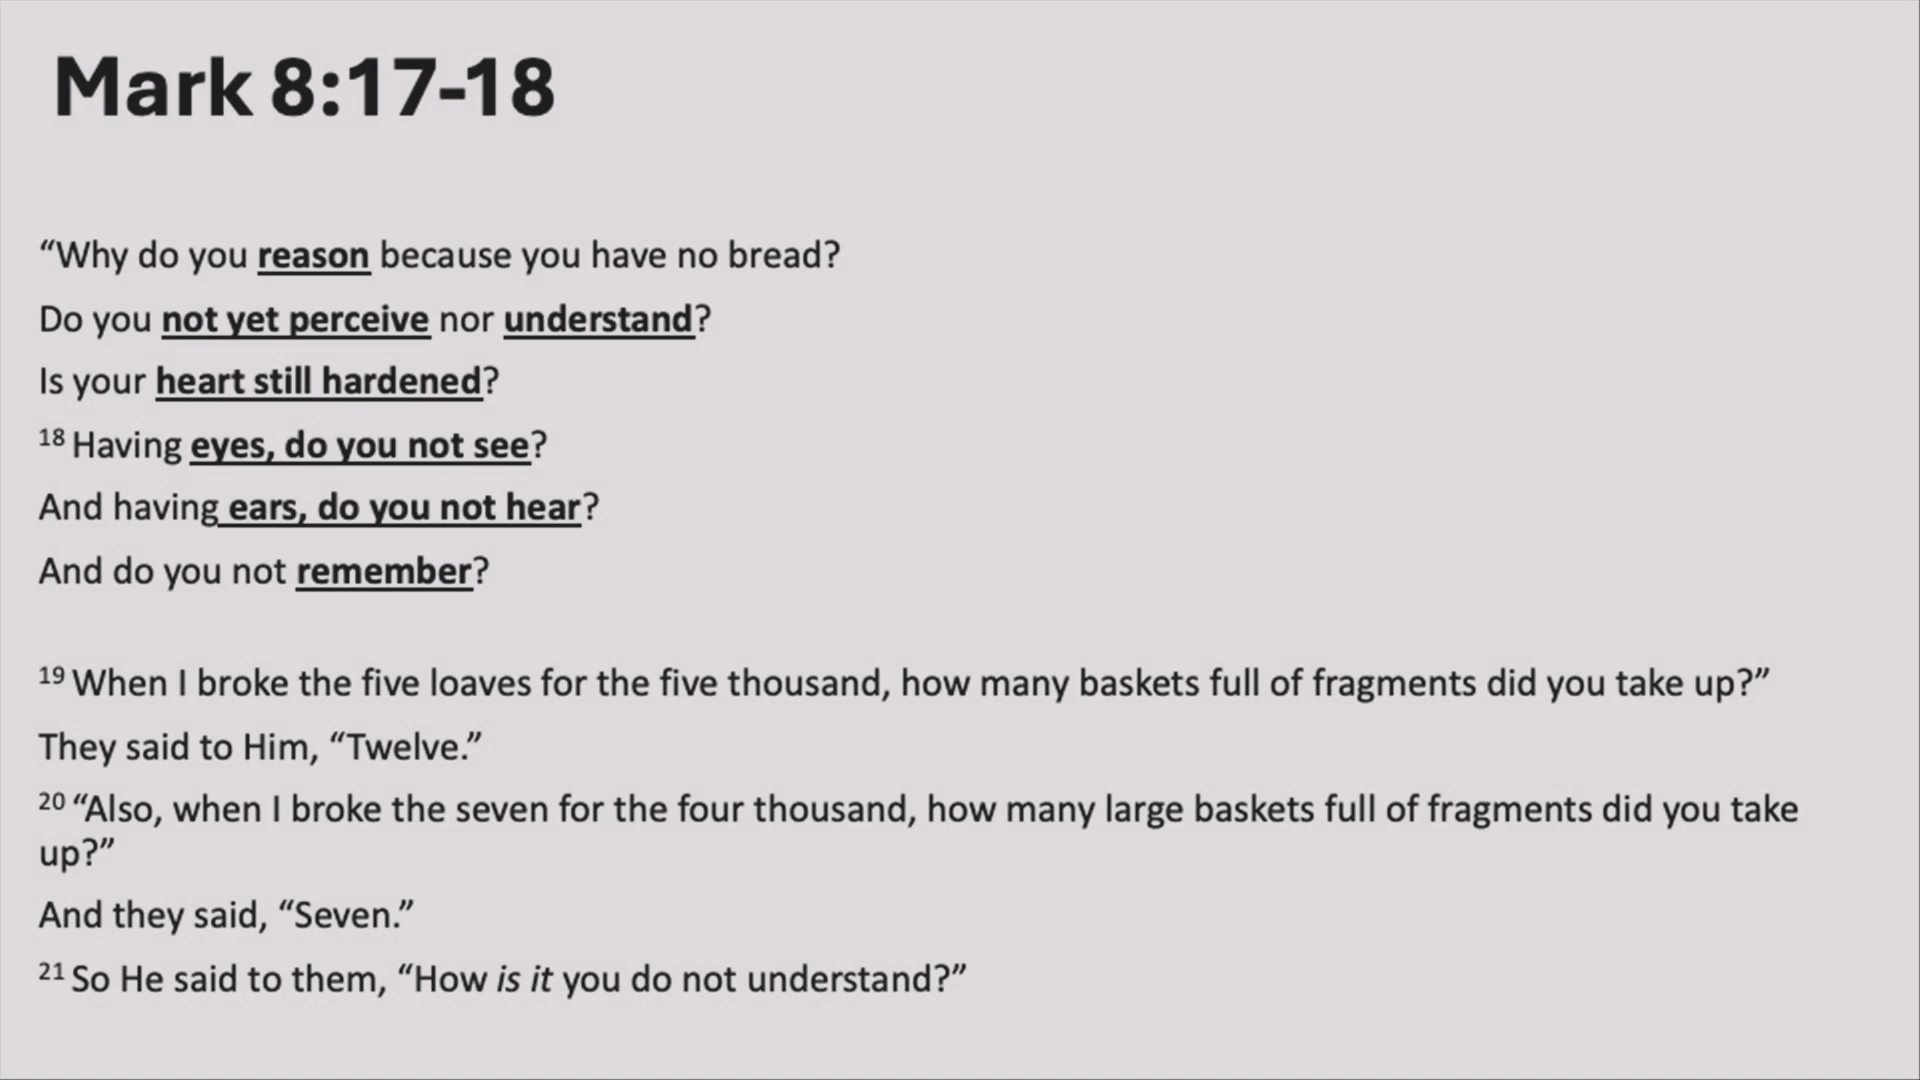 Mark 8:17-18
“Why do you reason because you have no bread?
Do you not yet perceive nor understand?
Is your heart still hardened?
18 Having eyes, do you not see?
And having ears, do you not hear?
And do you not remember?
19 When I broke the five loaves for the five thousand, how many baskets full of fragments did you take up?”
They said to Him, “Twelve.”
20 “Also, when I broke the seven for the four thousand, how many large baskets full of fragments did you take
up?”
And they said, “Seven.”
21 So He said to them, “How is it you do not understand?”